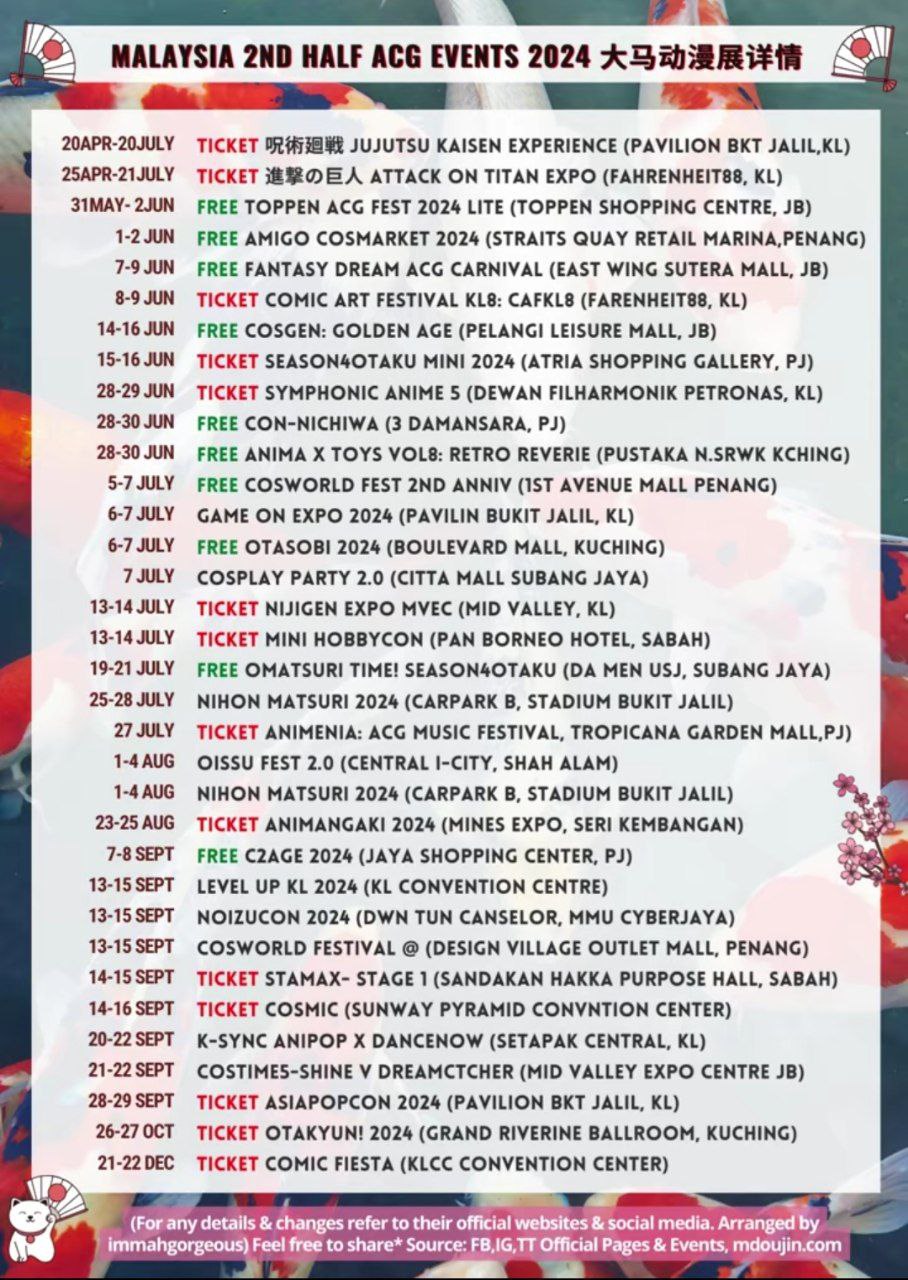 MALAYSIA 2ND HALF ACG EVENTS 2024 大马动漫展详情
20APR-20JULY TICKET 呪術廻戦 JUJUTSU KAISEN EXPERIENCE (PAVILION BKT JALIL,KL)
25APR-21JULY TICKET 進撃の巨人 ATTACK ON TITAN EXPO (FAHRENHEIT88, KL)
31MAY- 2JUN FREE TOPPEN ACG FEST 2024 LITE (TOPPEN SHOPPING CENTRE, JB)
1-2 JUN FREE AMIGO COSMARKET 2024 (STRAITS QUAY RETAIL MARINA,PENANG)
7-9 JUN FREE FANTASY DREAM ACG CARNIVAL (EAST WING SUTERA MALL, JB)
8-9 JUN TICKET COMIC ART FESTIVAL KL8: CAFKL8 (FARENHEIT88, KL)
14-16 JUN FREE COSGEN: GOLDEN AGE (PELANGI LEISURE MALL, JB)
15-16 JUN TICKET SEASON4OTAKU MINI 2024 (ATRIA SHOPPING GALLERY, PJ)
28-29 JUN TICKET SYMPHONIC ANIME 5 (DEWAN FILHARMONIK PETRONAS, KL)
28-30 JUN FREE CON-NICHIWA (3 DAMANSARA, PJ)
28-30 JUN FREE ANIMA X TOYS VOL8: RETRO REVERIE (PUSTAKA N.SRWK KCHING)
5-7 JULY FREE COSWORLD FEST 2ND ANNIV (1ST AVENUE MALL PENANG)
6-7 JULY GAME ON EXPO 2024 (PAVILIN BUKIT JALIL, KL)
6-7 JULY FREE OTASOBI 2024 (BOULEVARD MALL, KUCHING)
7 JULY COSPLAY PARTY 2.0 (CITTA MALL SUBANG JAYA)
13-14 JULY TICKET NIJIGEN EXPO MVEC (MID VALLEY, KL)
13-14 JULY TICKET MINI HOBBYCON (PAN BORNEO HOTEL, SABAH)
19-21 JULY FREE OMATSURI TIME! SEASON4OTAKU (DA MEN USJ, SUBANG JAYA)
25-28 JULY NIHON MATSURI 2024 (CARPARK B, STADIUM BUKIT JALIL)
27 JULY TICKET ANIMENIA: ACG MUSIC FESTIVAL, TROPICANA GARDEN MALL,PJ)
1-4 AUG OISSU FEST 2.0 (CENTRAL I-CITY, SHAH ALAM)
1-4 AUG NIHON MATSURI 2024 (CARPARK B, STADIUM BUKIT JALIL)
23-25 AUG TICKET ANIMANGAKI 2024 (MINES EXPO, SERI KEMBANGAN)
7-8 SEPT FREE C2AGE 2024 (JAYA SHOPPING CENTER, PJ)
13-15 SEPT LEVEL UP KL 2024 (KL CONVENTION CENTRE)
13-15 SEPT NOIZUCON 2024 (DWN TUN CANSELOR, MMU CYBERJAYA)
13-15 SEPT COSWORLD FESTIVAL @ (DESIGN VILLAGE OUTLET MALL, PENANG)
14-15 SEPT TICKET STAMAX- STAGE 1 (SANDAKAN HAKKA PURPOSE HALL, SABAH)
14-16 SEPT TICKET COSMIC (SUNWAY PYRAMID CONVNTION CENTER)
20-22 SEPT K-SYNC ANIPOP X DANCENOW (SETAPAK CENTRAL, KL)
21-22 SEPT COSTIME5-SHINE V DREAMCTCHER (MID VALLEY EXPO CENTRE JB)
28-29 SEPT TICKET ASIAPOPCON 2024 (PAVILION BKT JALIL, KL)
26-27 OCT TICKET OTAKYUN! 2024 (GRAND RIVERINE BALLROOM, KUCHING)
21-22 DEC TICKET COMIC FIESTA (KLCC CONVENTION CENTER)
(For any details & changes refer to their official websites & social media. Arranged by
immahgorgeous) Feel free to share* Source: FB,IG,TT Official Pages & Events, mdoujin.com